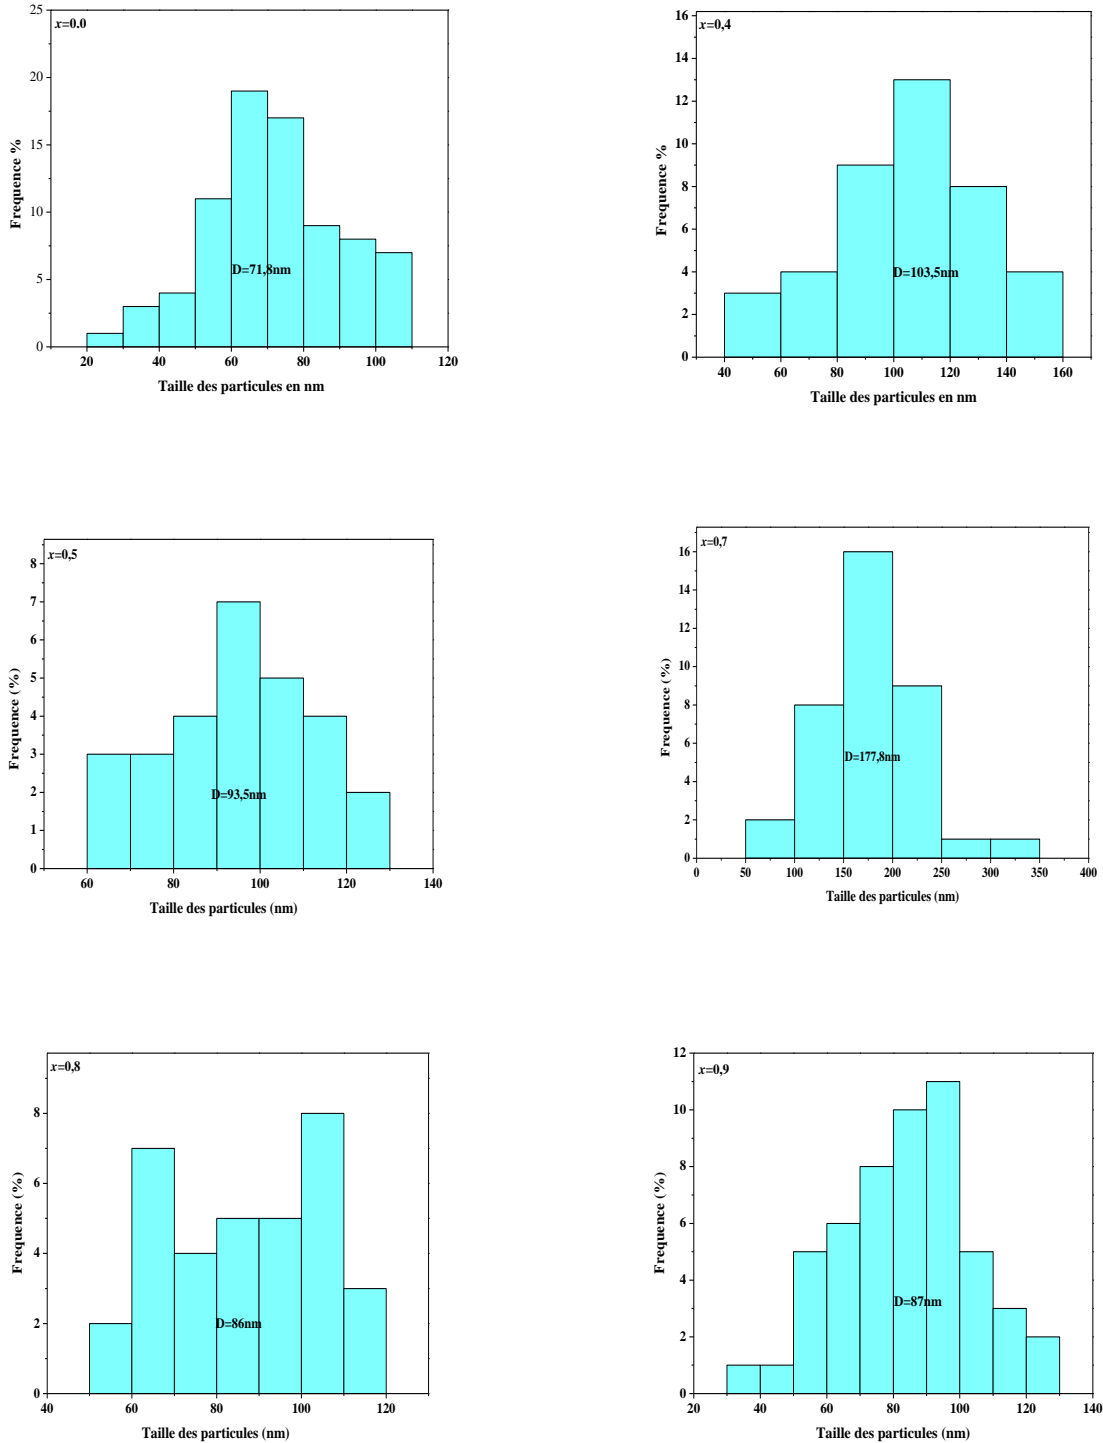 x=0.0
25
20
15
10
5
0
Frequence %
D=71,8nm
20 40 60 80 100 120
Taille des particules en nm
x=0,4
16
14
12
10
8
6
4
2
0
Frequence %
D=103,5nm
40 60 80 100 120 140 160
Taille des particules en nm
x=0,5
8
7
6
5
4
3
2
1
0
Frequence (%)
D=93,5nm
60 80 100 120 140
Taille des particules (nm)
x=0,7
16
14
12
10
8
6
4
2
0
Frequence (%)
D=177,8nm
0 50 100 150 200 250 300 350 400
Taille des particules (nm)
x=0,8
8
6
4
2
0
Frequence (%)
D=86nm
40 60 80 100 120
Taille des particules (nm)
x=0,9
12
10
8
6
4
2
0
Frequence (%)
D=87nm
20 40 60 80 100 120 140
Taille des particules (nm)